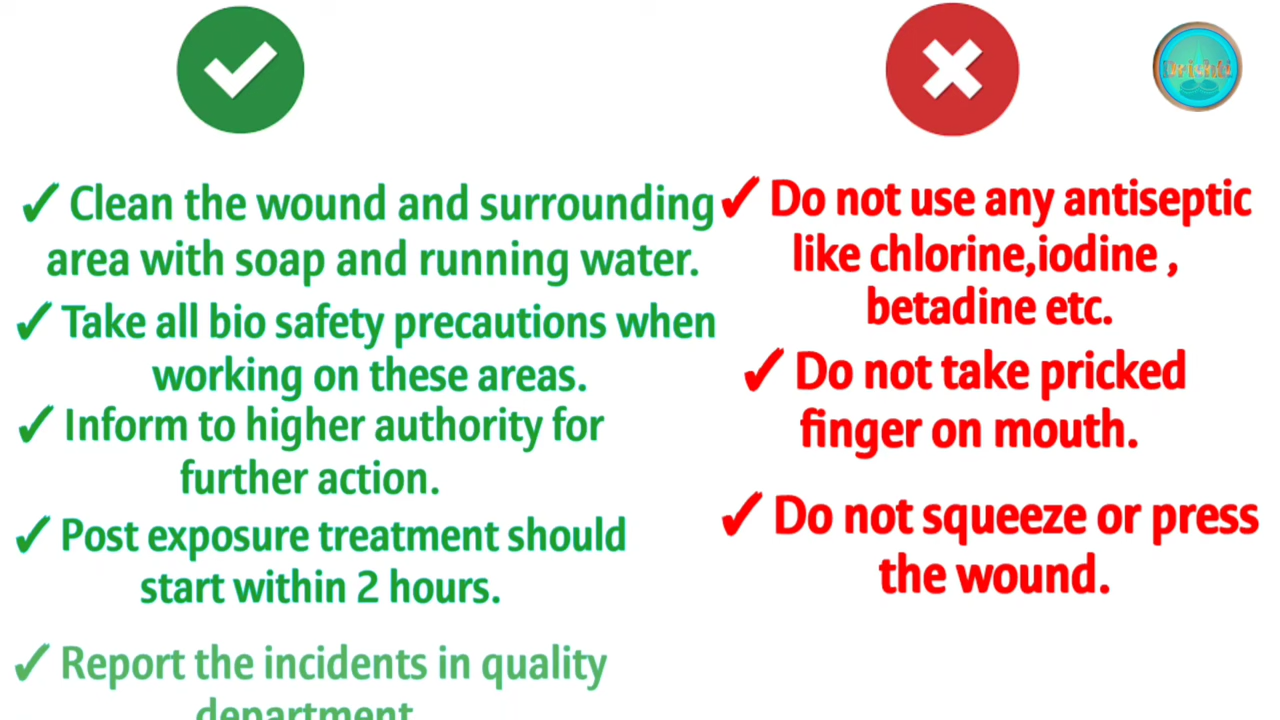 ✓ Clean the wound and surrounding
area with soap and running water.
✓ Take all bio safety precautions when
working on these areas.
✓ Inform to higher authority for
further action.
✓ Post exposure treatment should
start within 2 hours.
✓ Report the incidents in quality
department.
✓ Do not use any antiseptic
like chlorine,iodine ,
betadine etc.
✓ Do not take pricked
finger on mouth.
✓ Do not squeeze or press
the wound.